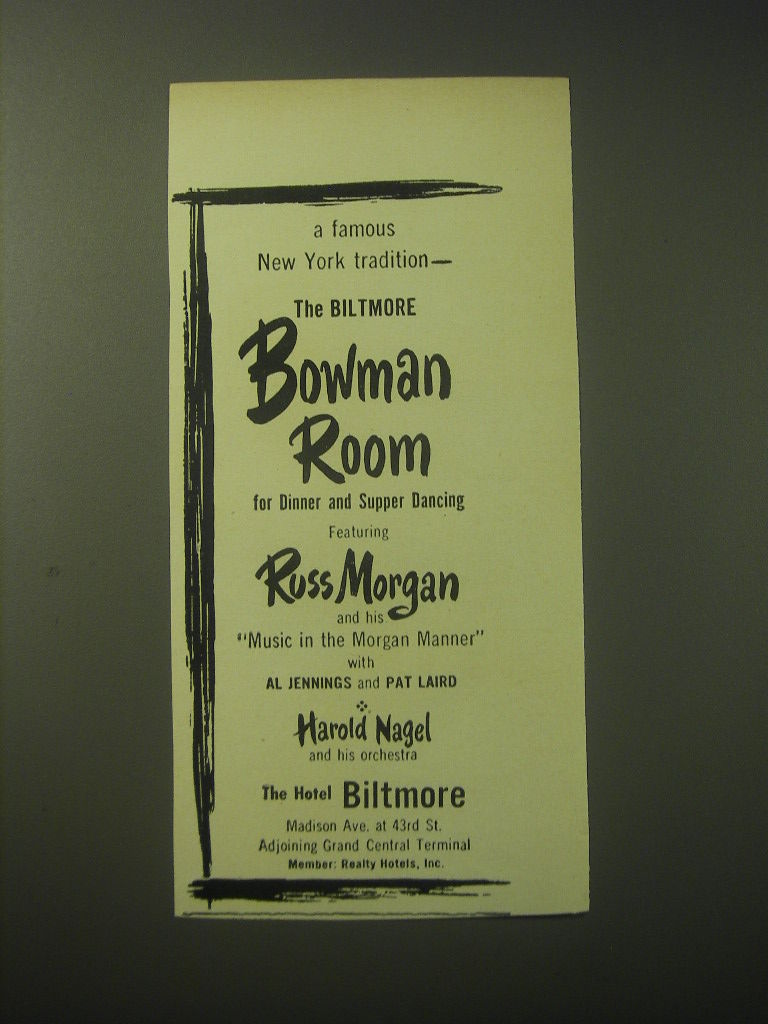 a famous
New York tradition—
The BILTMORE
Bowman
Room
for Dinner and Supper Dancing
Featuring
Russ Morgan
and his
"Music in the Morgan Manner"
with
AL JENNINGS and PAT LAIRD
Harold Nagel
and his orchestra
The Hotel Biltmore
Madison Ave. at 43rd St.
Adjoining Grand Central Terminal
Member: Realty Hotels, Inc.